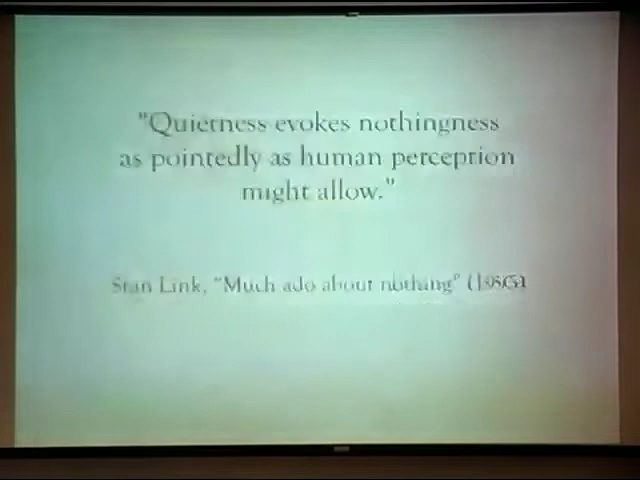 "Quietness evokes nothingness
as pointedly as human perception
might allow."
Stan Link, "Much ado about nothing"